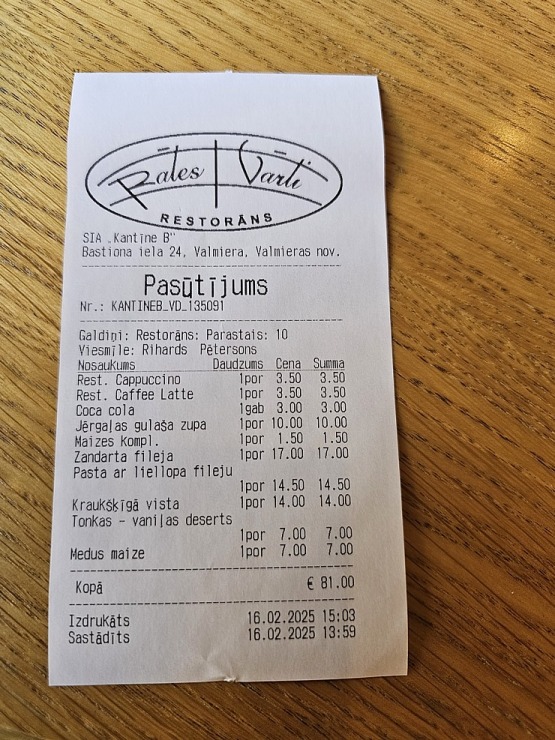 Rātes Vārti
RESTORĀNS
SIA „Kantīne B"
Bastiona iela 24, Valmiera, Valmieras nov.
Pasūtījums
Nr.: KANTINEB_VD_135091
Galdiņi: Restorāns: Parastais: 10
Viesmīle: Rihards Pētersons
Nosaukums Daudzums Cena Summa
Rest. Cappuccino 1por 3.50 3.50
Rest. Caffee Latte 1por 3.50 3.50
Coca cola 1gab 3.00 3.00
Jērgaļas gulaša zupa 1por 10.00 10.00
Maizes kompl. 1por 1.50 1.50
Zandarta fileja 1por 17.00 17.00
Pasta ar liellopa fileju
1por 14.50 14.50
Kraukšķīgā vista 1por 14.00 14.00
Tonkas - vaniļas deserts
1por 7.00 7.00
Medus maize 1por 7.00 7.00
Kopā € 81.00
Izdrukāts 16.02.2025 15:03
Sastādīts 16.02.2025 13:59